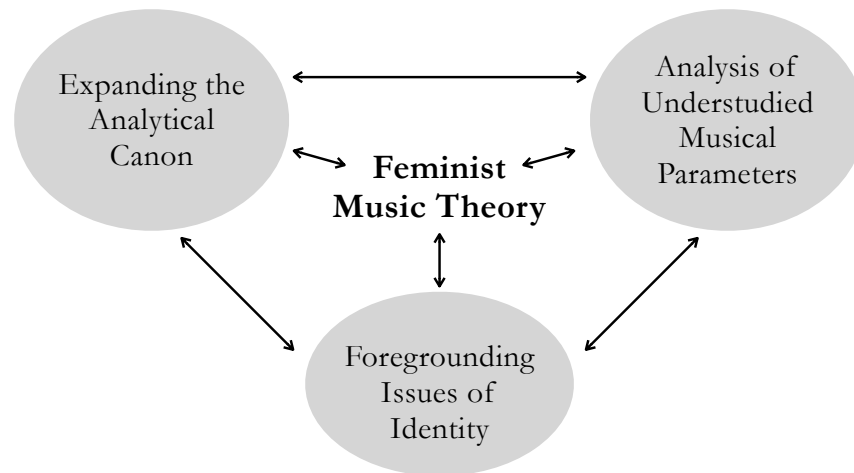 Expanding the
Analytical
Canon
Analysis of
Understudied
Musical
Parameters
Feminist
Music Theory
Foregrounding
Issues of
Identity